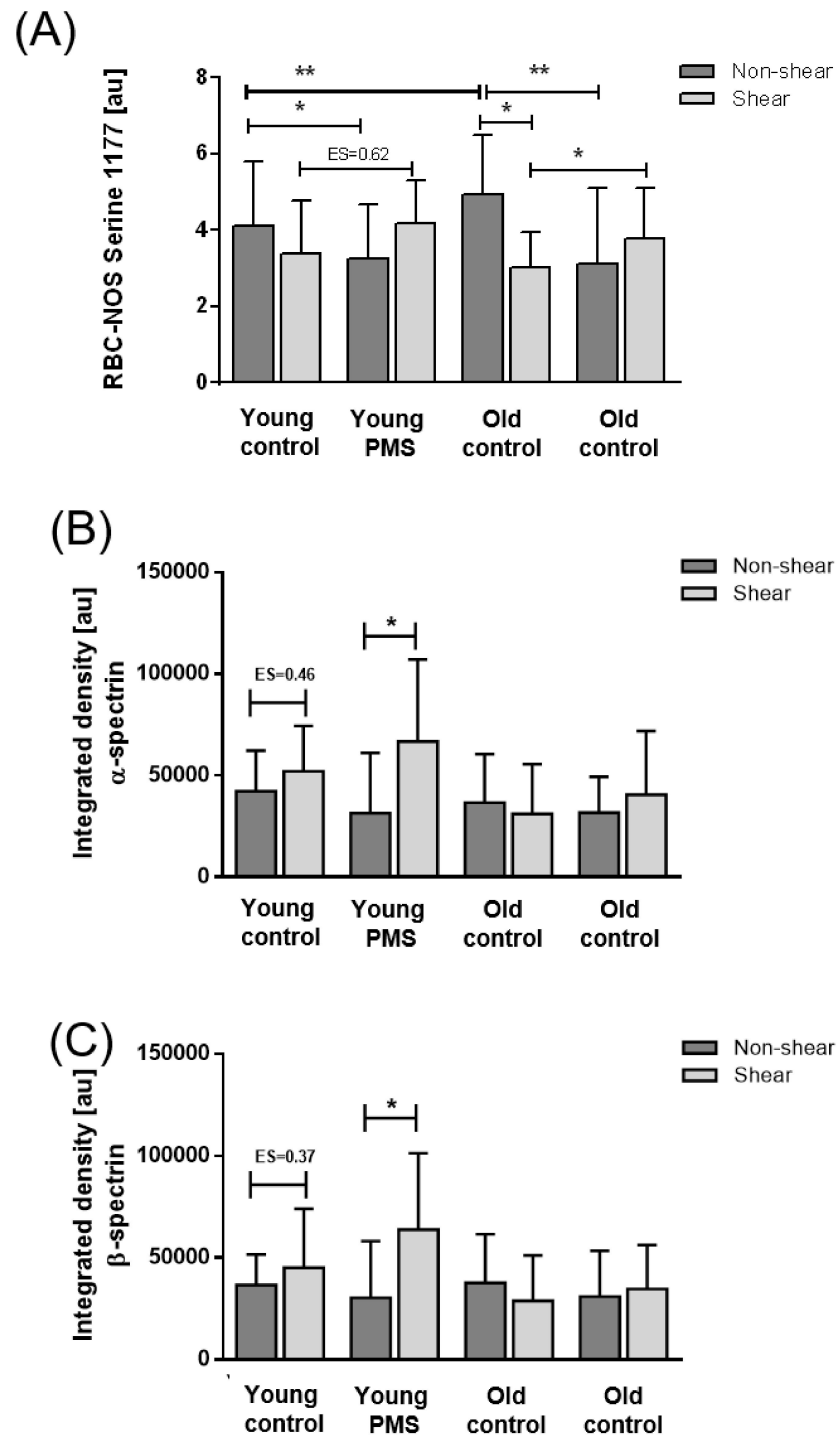 (A)
RBC-NOS Serine 1177 [au]
8
6
4
2
0
**
*
ES=0.62
**
*
*
Non-shear
Shear
Young control
Young PMS
Old control
Old control
(B)
Integrated density [au]
α-spectrin
150000
100000
50000
0
ES=0.46
*
Non-shear
Shear
Young control
Young PMS
Old control
Old control
(C)
Integrated density [au]
β-spectrin
150000
100000
50000
0
ES=0.37
*
Non-shear
Shear
Young control
Young PMS
Old control
Old control